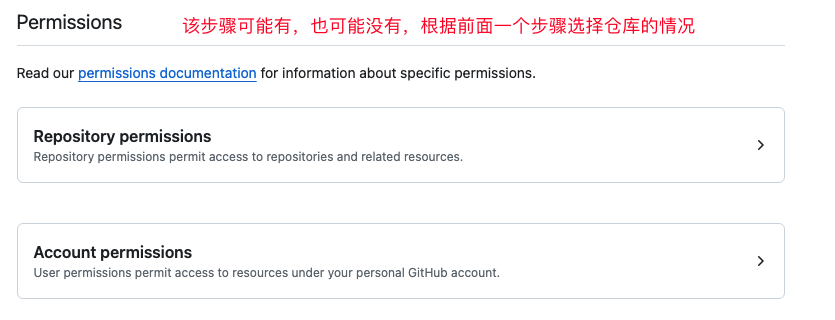 Permissions 该步骤可能有，也可能没有，根据前面一个步骤选择仓库的情况
Read our permissions documentation for information about specific permissions.
Repository permissions
Repository permissions permit access to repositories and related resources.
Account permissions
User permissions permit access to resources under your personal GitHub account.